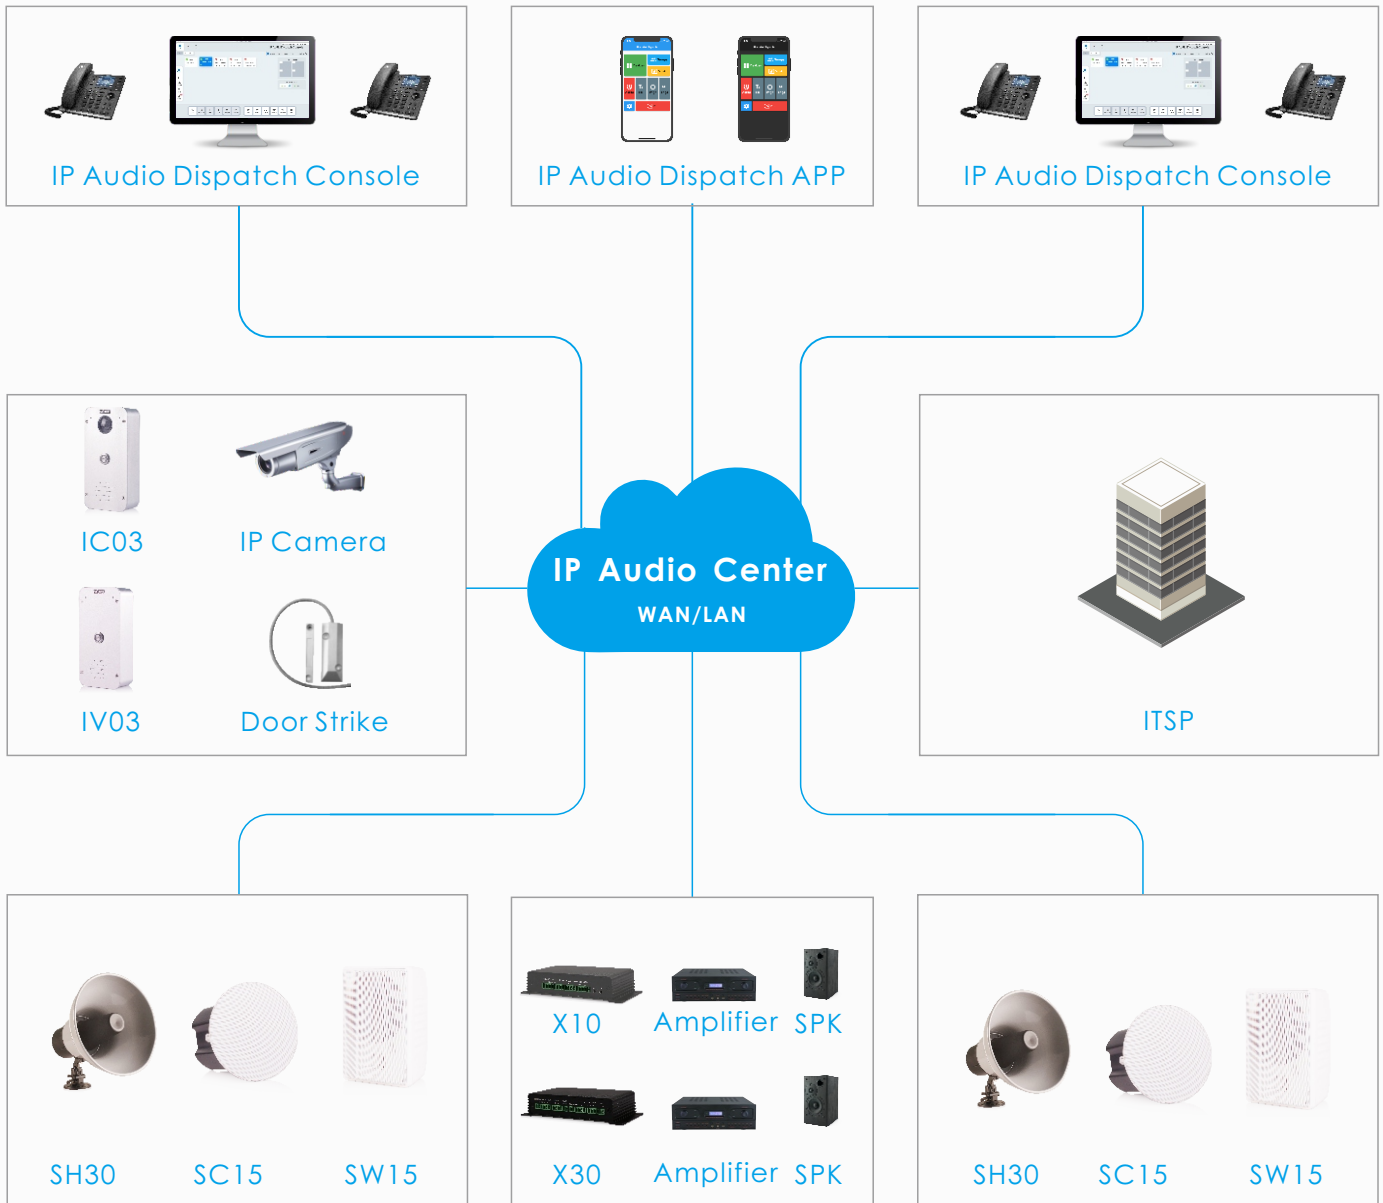 IP Audio Dispatch Console
IP Audio Dispatch APP
IP Audio Dispatch Console
IC03
IP Camera
IV03
Door Strike
IP Audio Center
WAN/LAN
ITSP
SH30
SC15
SW15
X10
Amplifier
SPK
X30
Amplifier
SPK
SH30
SC15
SW15